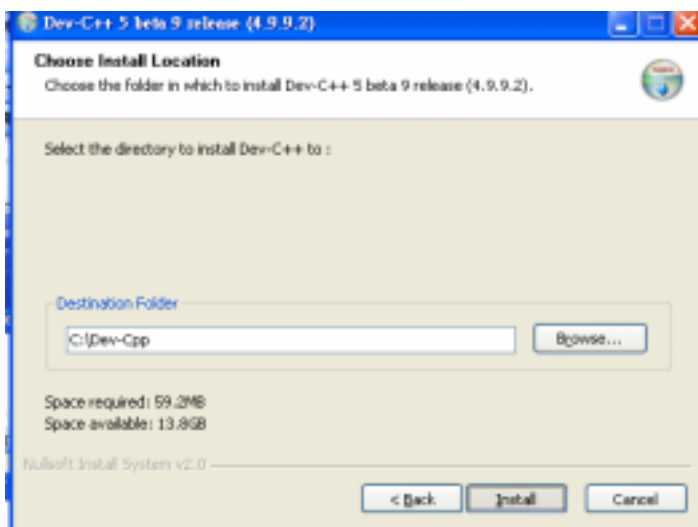 Dev-C++ 5 beta 9 release (4.9.9.2)
Choose Install Location
Choose the folder in which to install Dev-C++ 5 beta 9 release (4.9.9.2).
Select the directory to install Dev-C++ to :
Destination Folder
C:\Dev-Cpp
Browse...
Space required: 59.2MB
Space available: 13.8GB
Nullsoft Install System v2.0
< Back
Install
Cancel